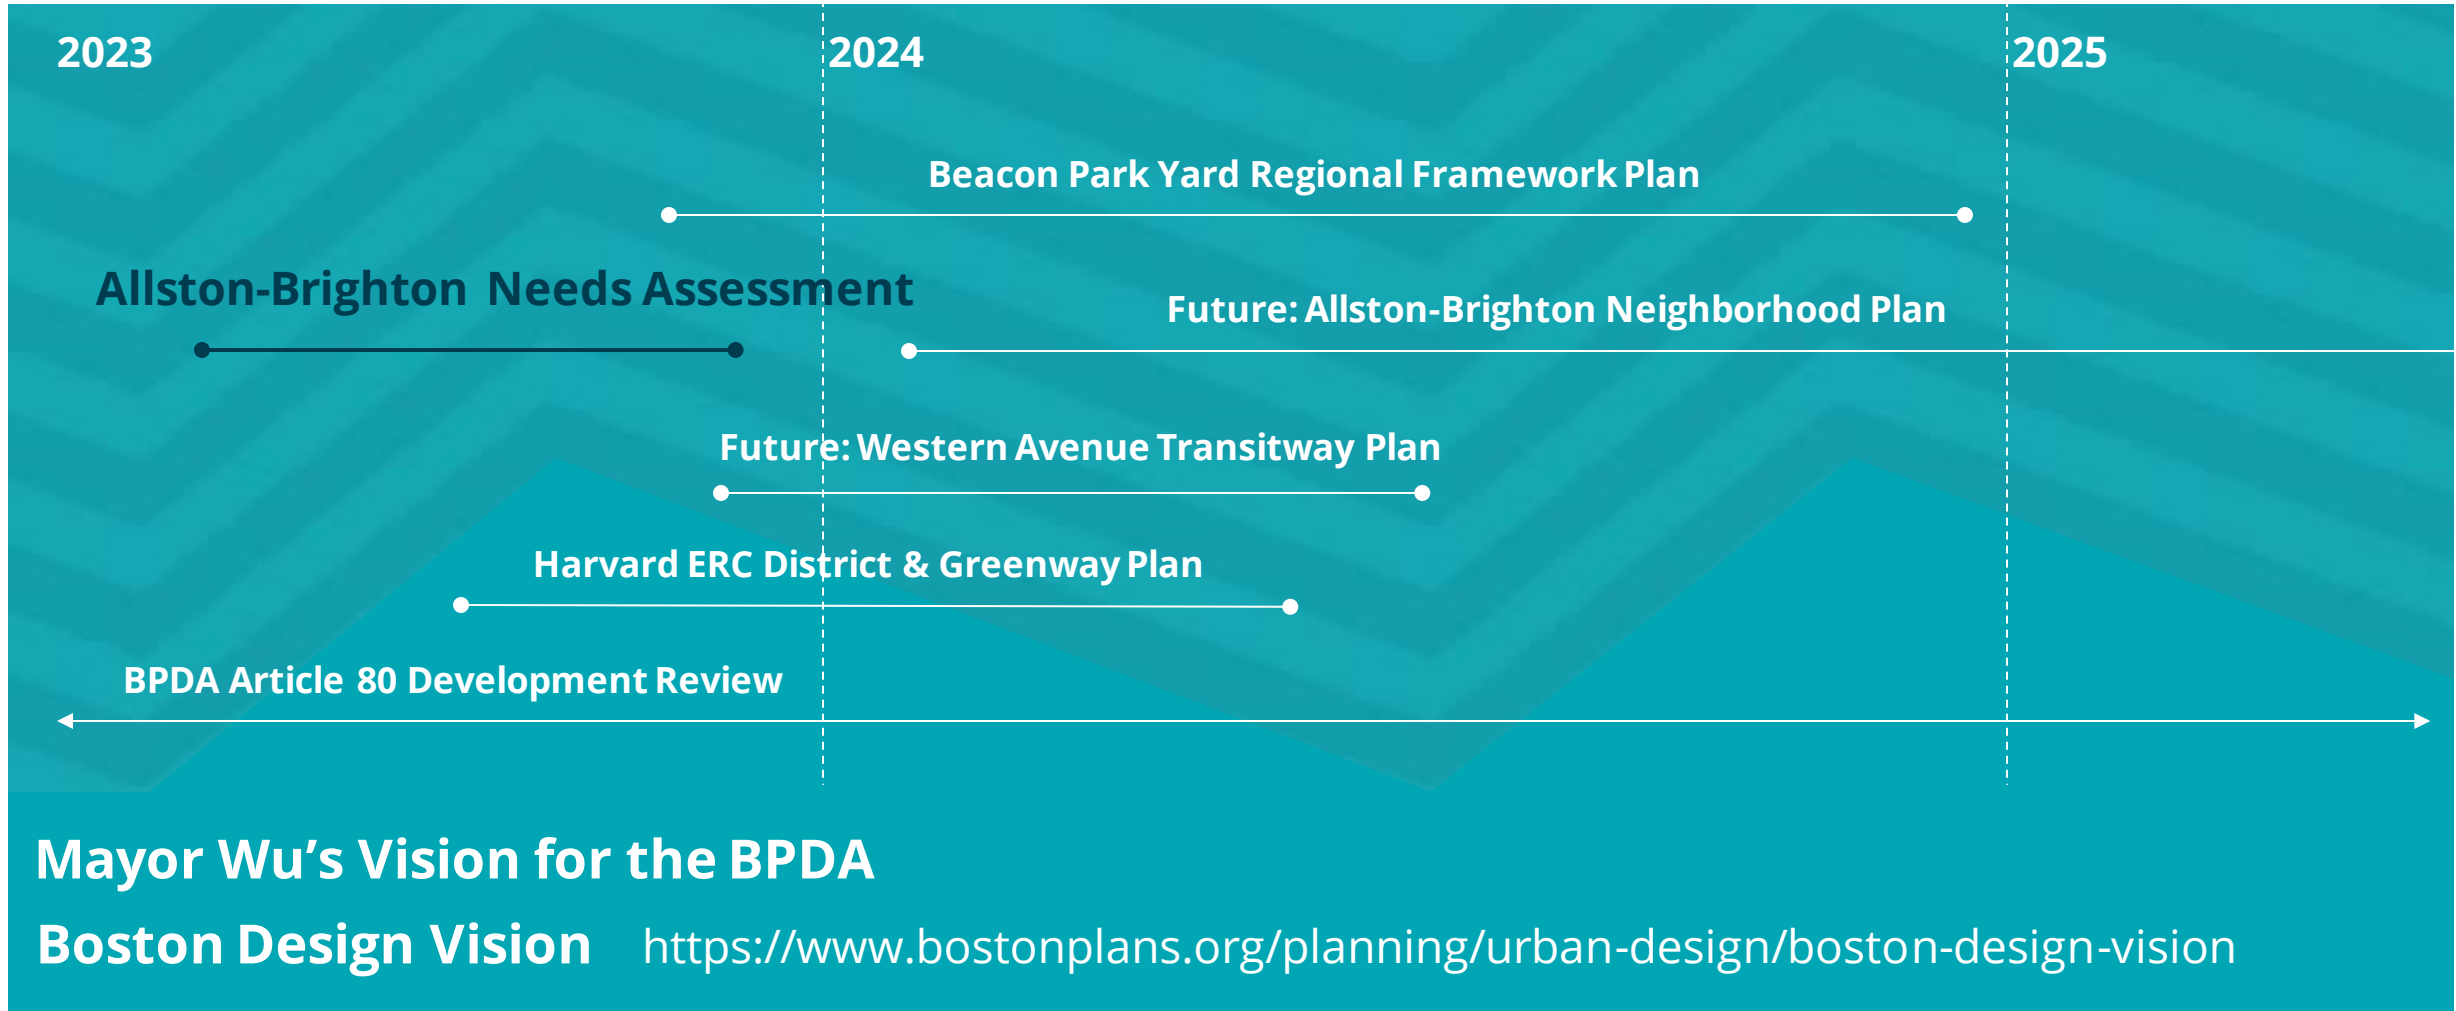 2023 2024 2025
Beacon Park Yard Regional Framework Plan
Allston-Brighton Needs Assessment
Future: Allston-Brighton Neighborhood Plan
Future: Western Avenue Transitway Plan
Harvard ERC District & Greenway Plan
BPDA Article 80 Development Review
Mayor Wu’s Vision for the BPDA
Boston Design Vision https://www.bostonplans.org/planning/urban-design/boston-design-vision